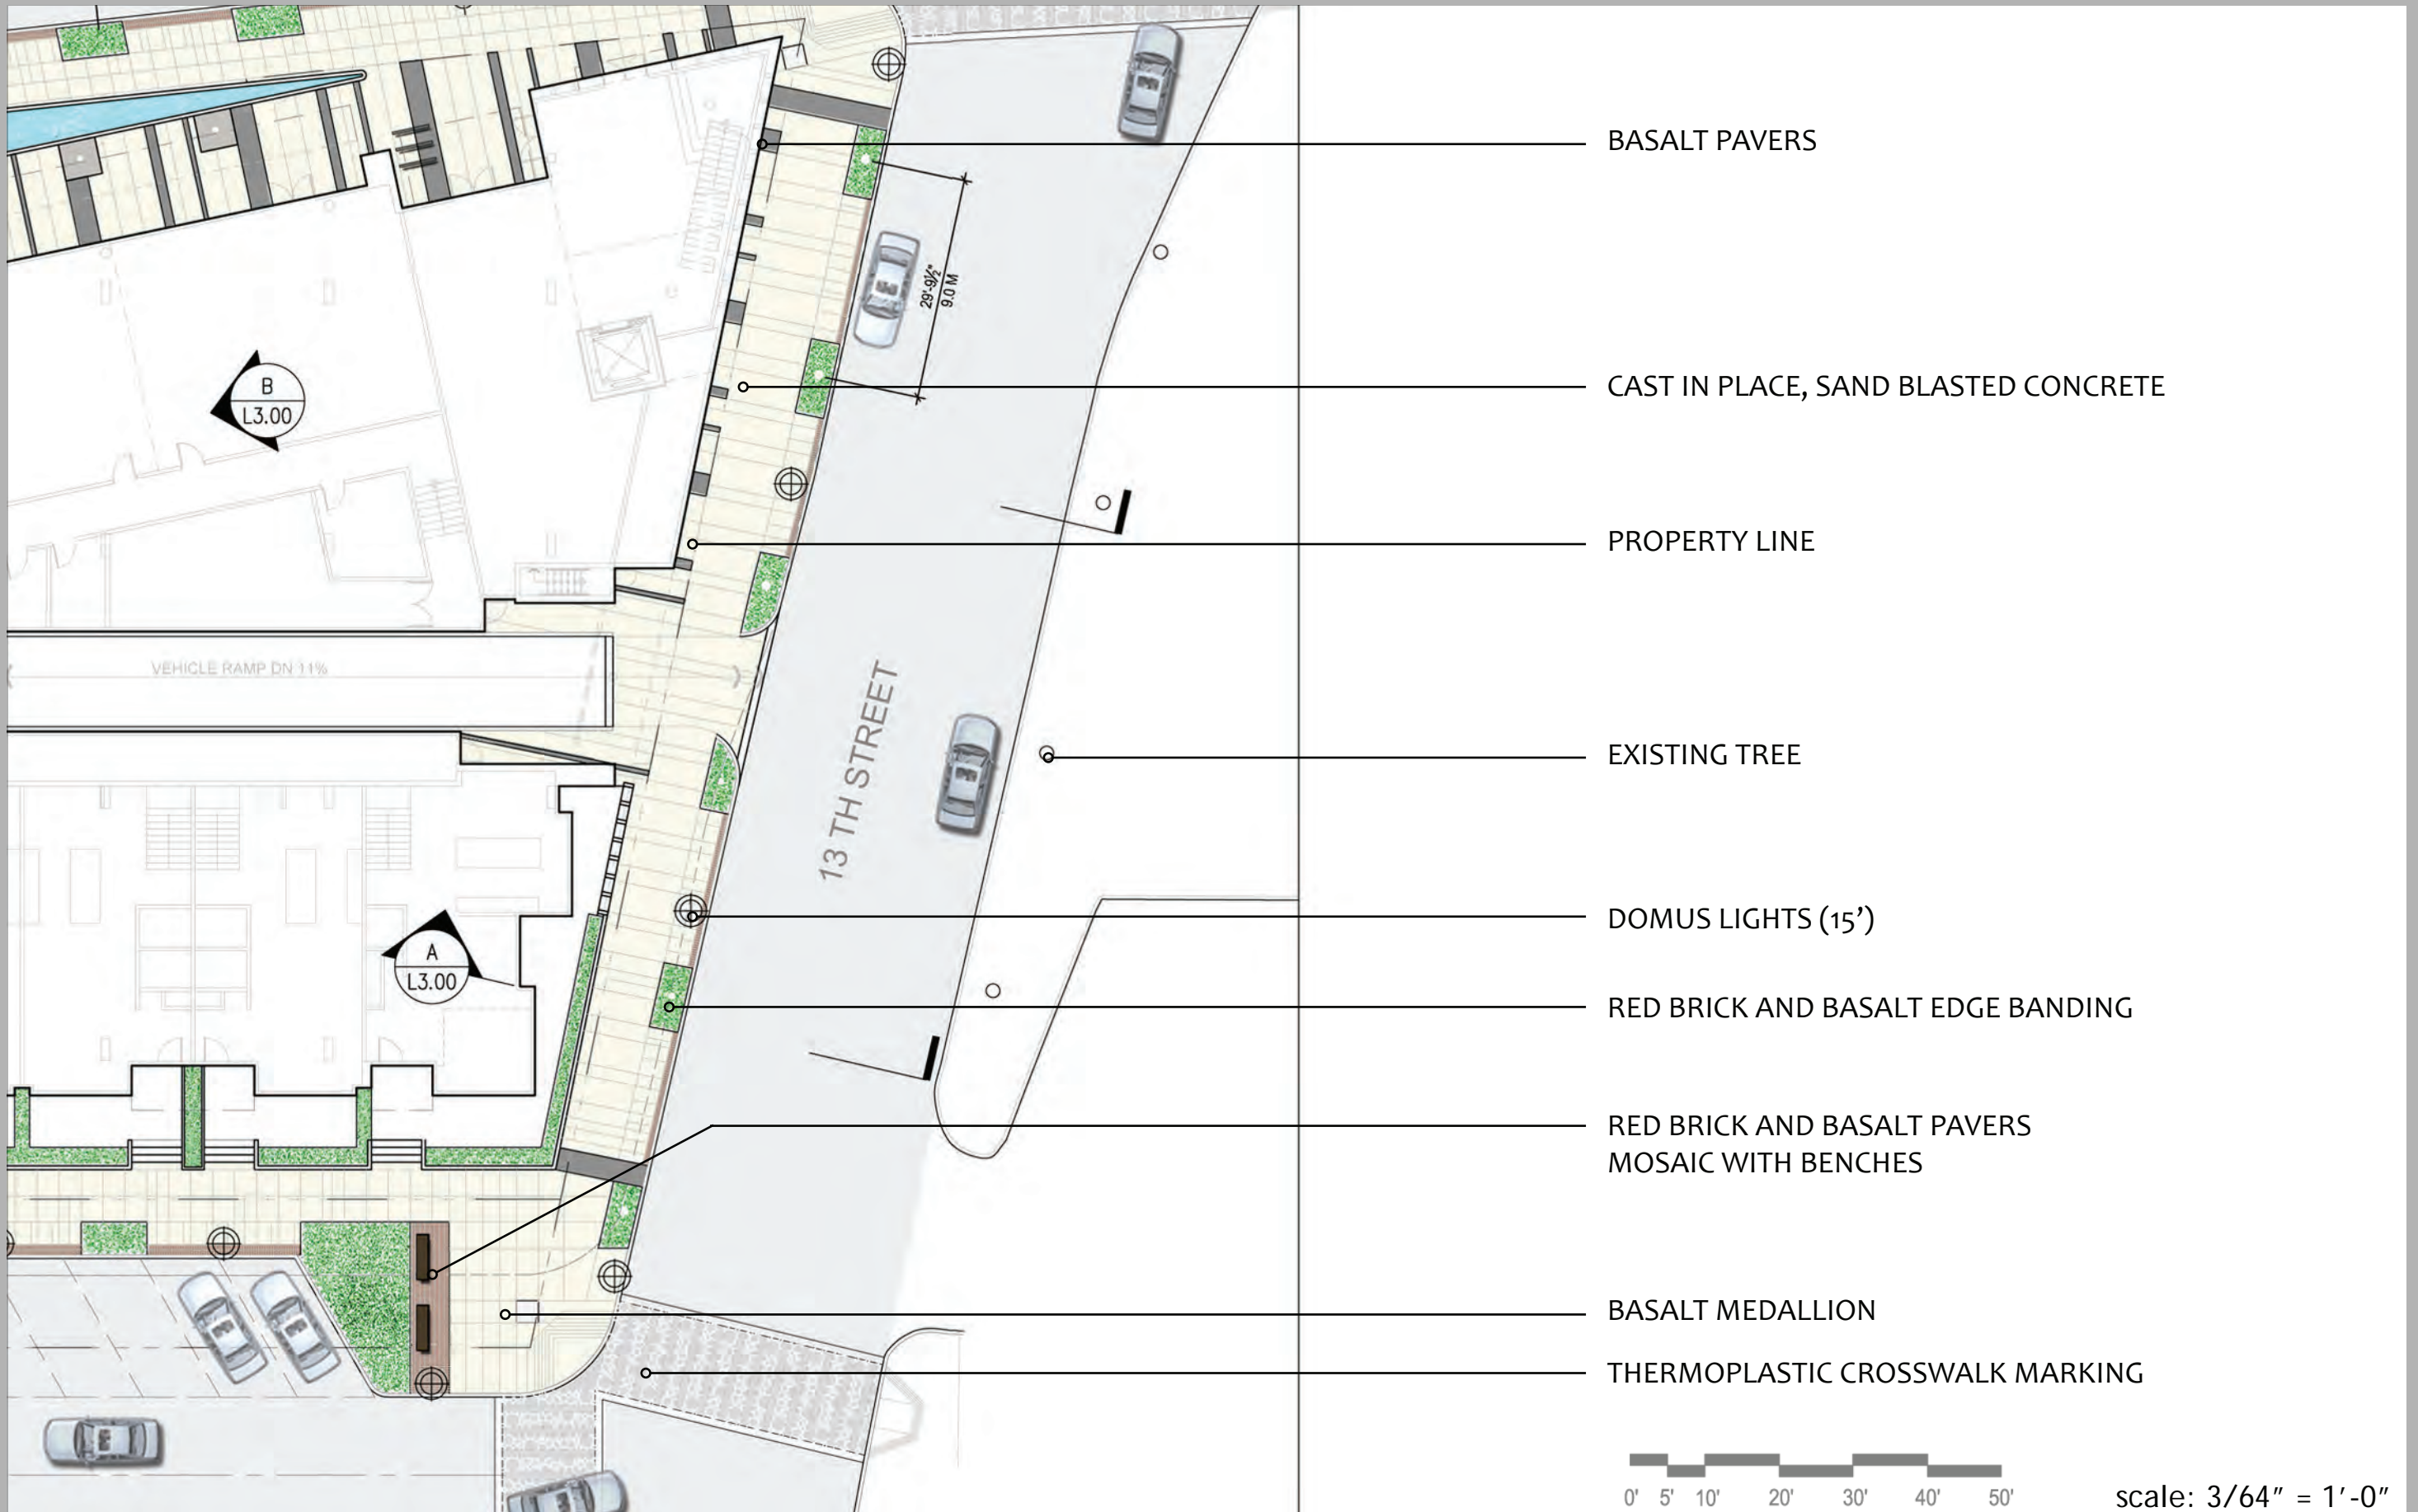 BASALT PAVERS
29'-9½"
9.0 M
B
L3.00
CAST IN PLACE, SAND BLASTED CONCRETE
PROPERTY LINE
VEHICLE RAMP DN 11%
13 TH STREET
EXISTING TREE
DOMUS LIGHTS (15')
A
L3.00
RED BRICK AND BASALT EDGE BANDING
RED BRICK AND BASALT PAVERS
MOSAIC WITH BENCHES
BASALT MEDALLION
THERMOPLASTIC CROSSWALK MARKING
0' 5' 10' 20' 30' 40' 50'
scale: 3/64" = 1'-0"